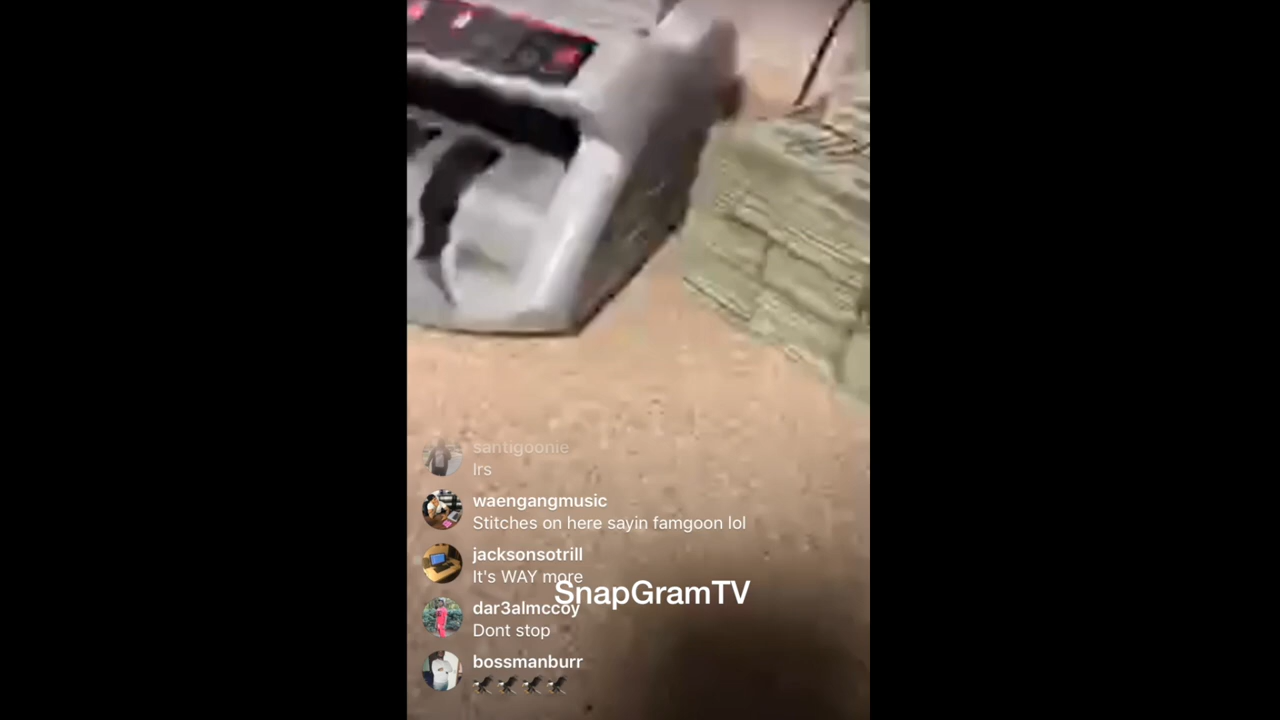 santigoonie
lrs
waengangmusic
Stitches on here sayin famgoon lol
jacksonsotrill
It's WAY more
SnapGramTV
dar3almccoy
Dont stop
bossmanburr